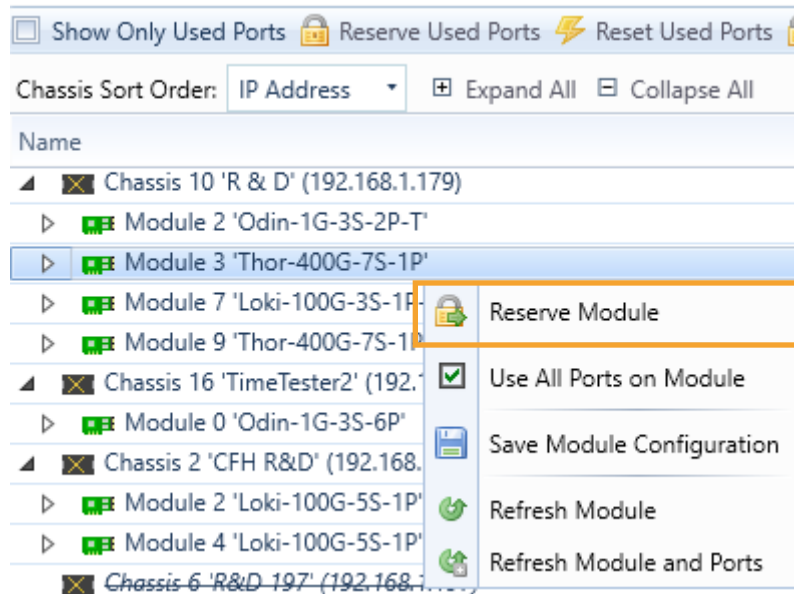 Show Only Used Ports Reserve Used Ports Reset Used Ports
Chassis Sort Order: IP Address Expand All Collapse All
Name
Chassis 10 'R & D' (192.168.1.179)
Module 2 'Odin-1G-3S-2P-T'
Module 3 'Thor-400G-7S-1P'
Module 7 'Loki-100G-3S-1P-
Reserve Module
Module 9 'Thor-400G-7S-1P
Chassis 16 'TimeTester2' (192.
Use All Ports on Module
Module 0 'Odin-1G-3S-6P'
Chassis 2 'CFH R&D' (192.168.
Save Module Configuration
Module 2 'Loki-100G-5S-1P'
Refresh Module
Module 4 'Loki-100G-5S-1P'
Refresh Module and Ports
Chassis 6 'R&D 197' (192.168.